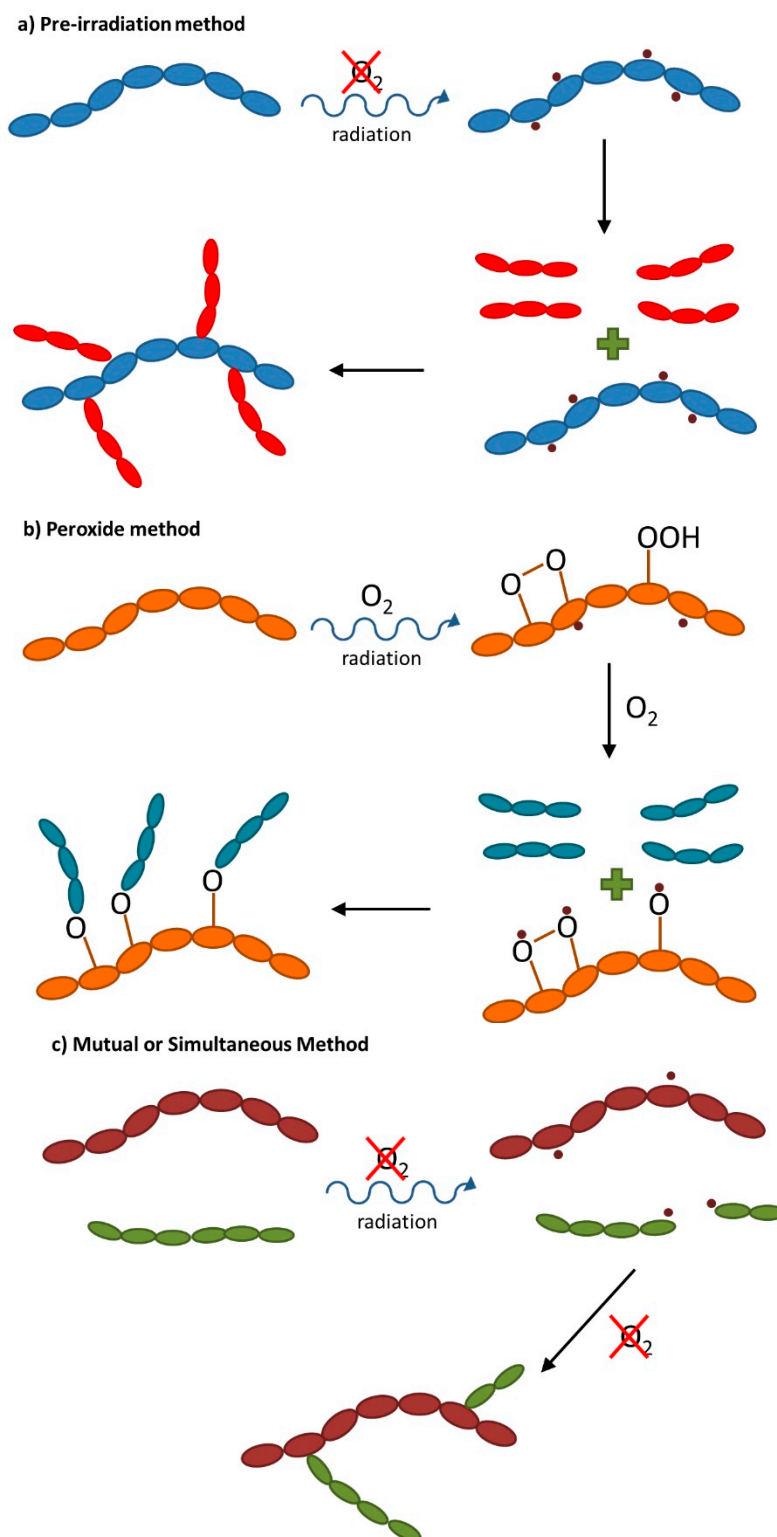 a) Pre-irradiation method
O2
radiation
b) Peroxide method
O2
radiation
O
O
OOH
O2
O
O
O
O
O
O
c) Mutual or Simultaneous Method
O2
radiation
O2